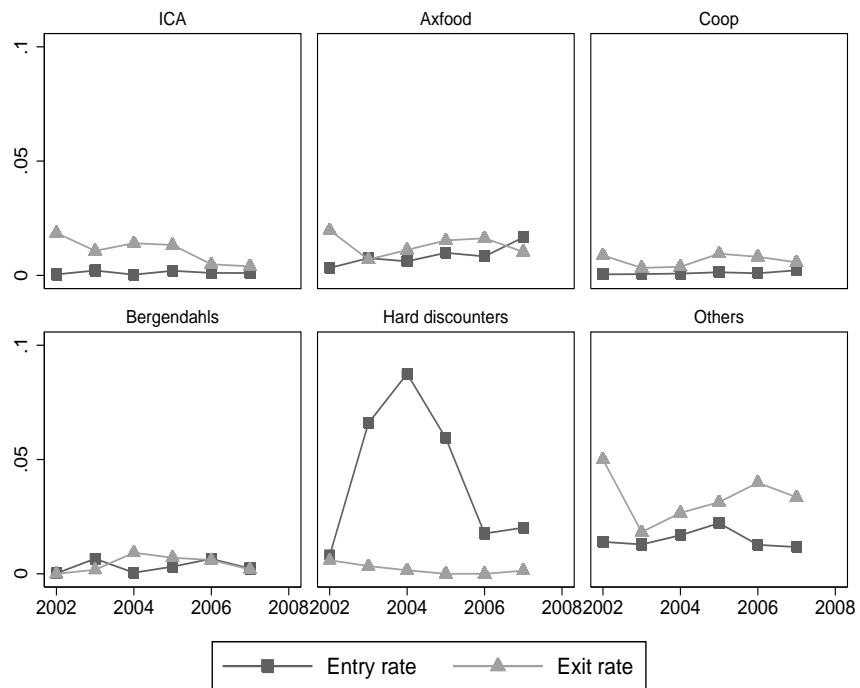 ICA Axfood Coop
.1
.05
0
Bergendahls Hard discounters Others
.1
.05
0
2002 2004 2006 2008 2002 2004 2006 2008 2002 2004 2006 2008
Entry rate Exit rate